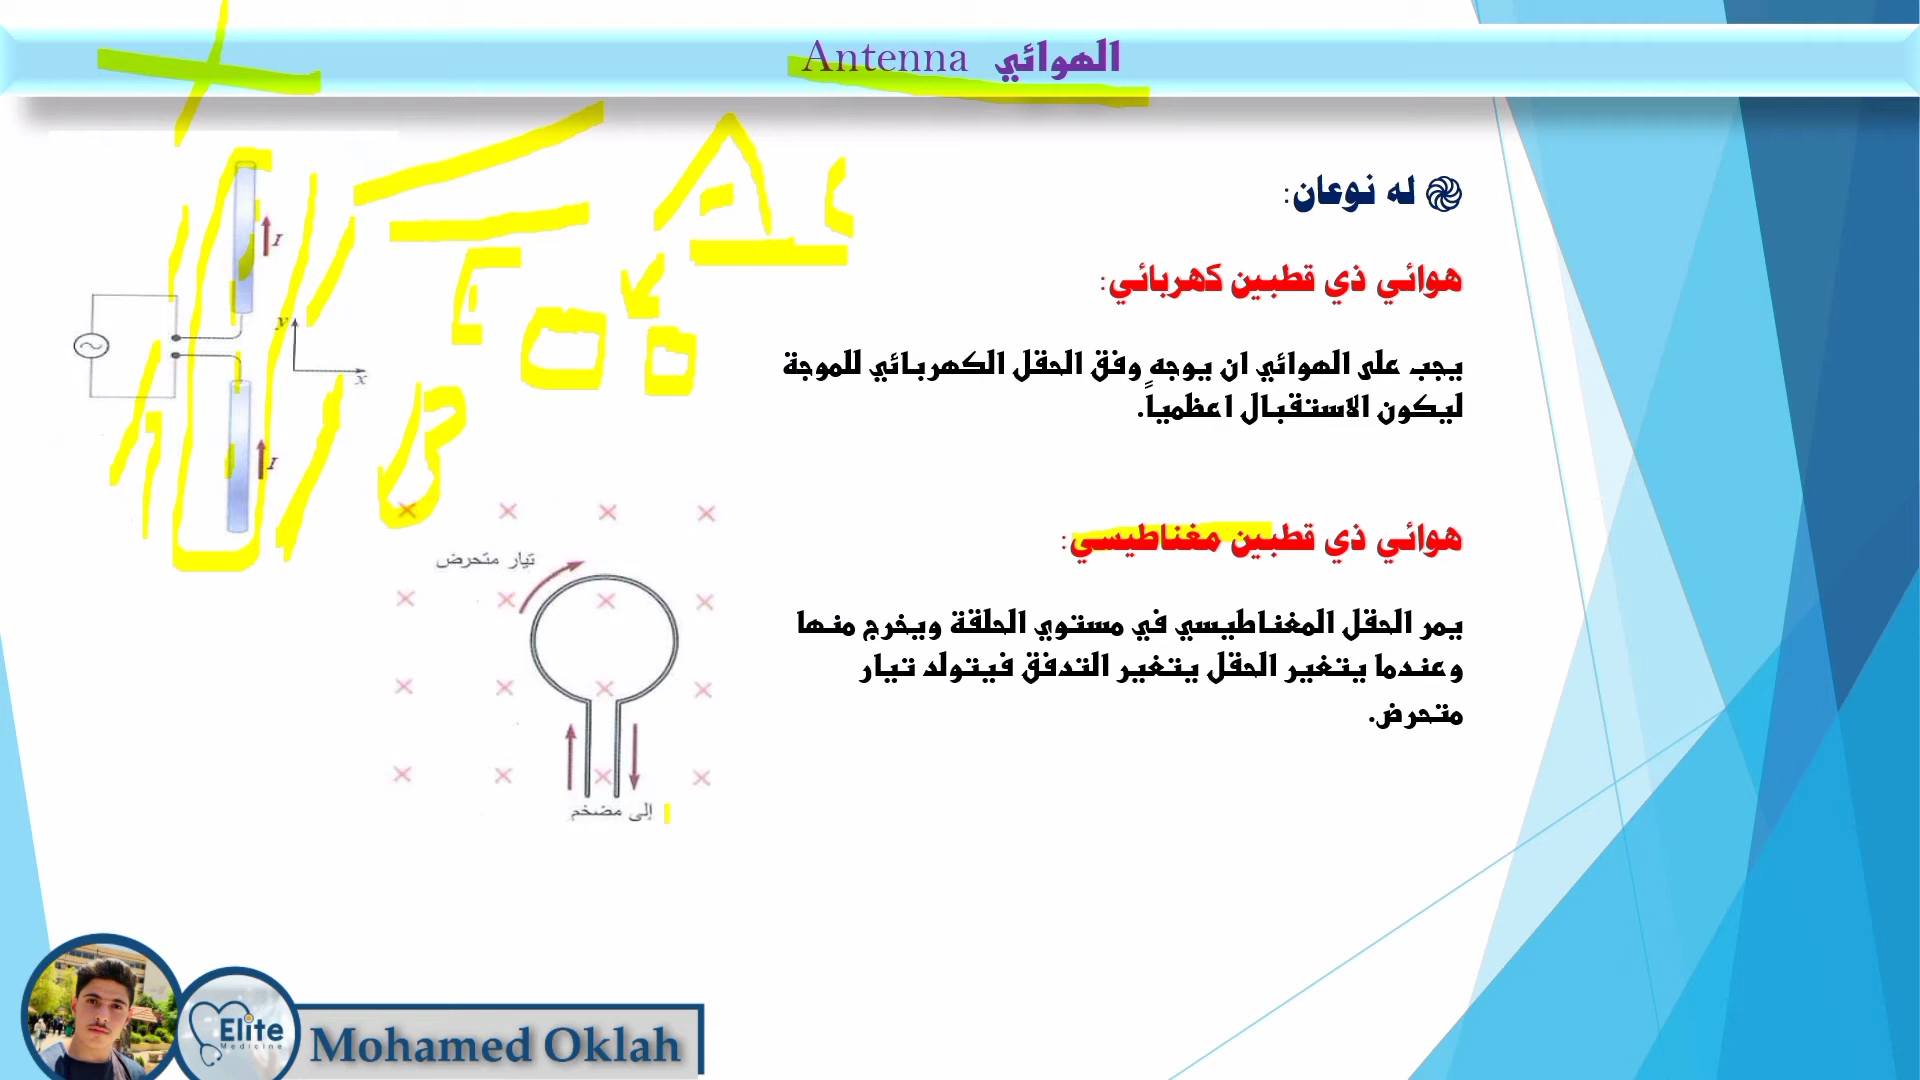 الهوائي Antenna
له نوعان:
هوائي ذي قطبين كهربائي:
يجب على الهوائي ان يوجه وفق الحقل الكهربائي للموجة
ليكون الاستقبال اعظمياً.
هوائي ذي قطبين مغناطيسي:
يمر الحقل المغناطيسي في مستوي الحلقة ويخرج منها
وعندما يتغير الحقل يتغير التدفق فيتولد تيار
متحرض.
I
y
x
I
تيار متحرض
إلى مضخم
Elite
Medicine
Mohamed Oklah